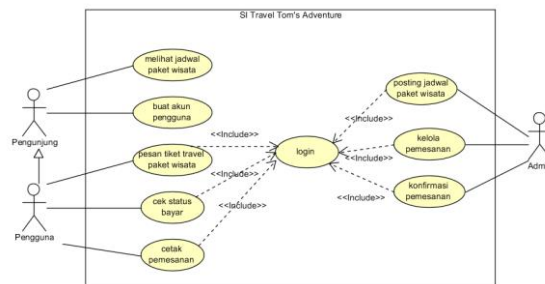 SI Travel Tom's Adventure
melihat jadwal
paket wisata
buat akun
pengguna
Pengunjung
pesan tiket travel
paket wisata
cek status
bayar
Pengguna
cetak
pemesanan
<<Include>>
<<Include>>
<<Include>>
login
<<Include>>
<<Include>>
<<Include>>
posting jadwal
paket wisata
kelola
pemesanan
konfirmasi
pemesanan
Adm